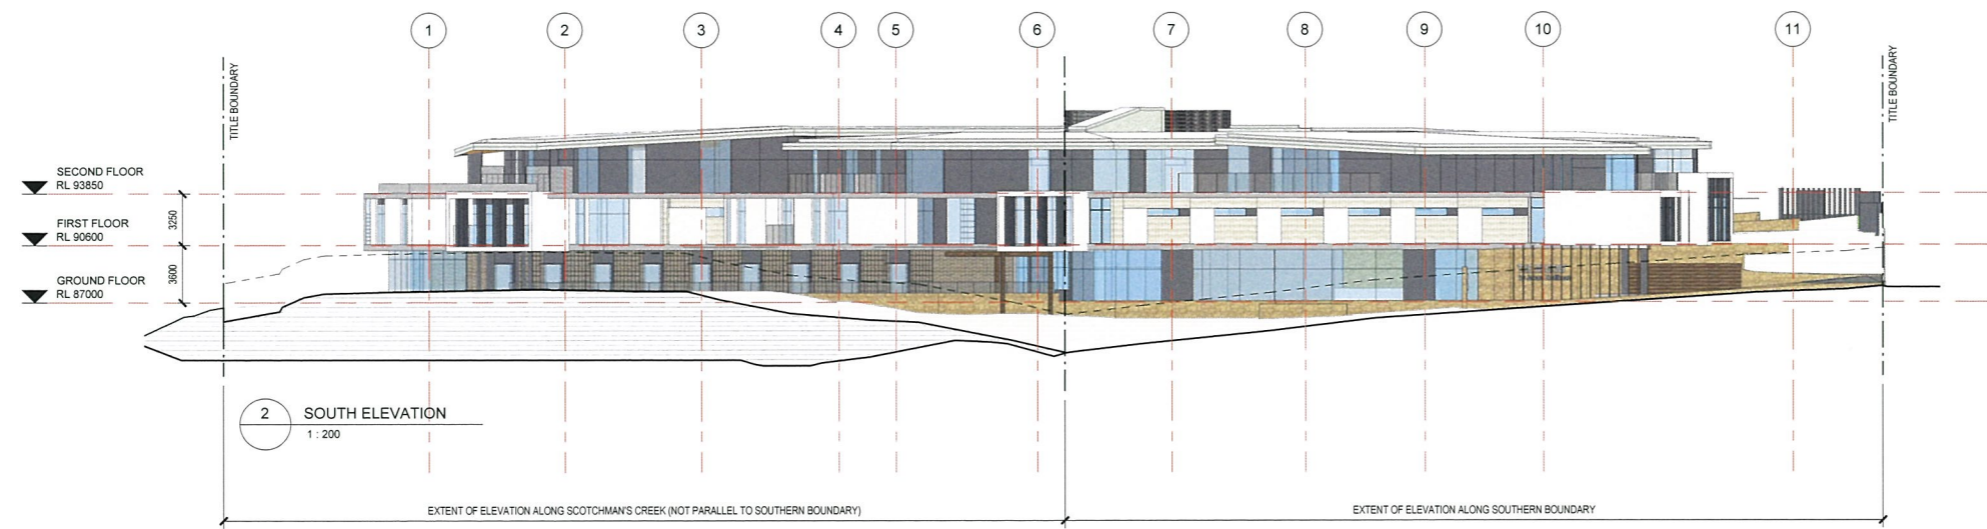 1 2 3 4 5 6 7 8 9 10 11
TITLE BOUNDARY
TITLE BOUNDARY
SECOND FLOOR
RL 93850
3250
FIRST FLOOR
RL 90600
3600
GROUND FLOOR
RL 87000
2 SOUTH ELEVATION
1 : 200
EXTENT OF ELEVATION ALONG SCOTCHMAN'S CREEK (NOT PARALLEL TO SOUTHERN BOUNDARY)
EXTENT OF ELEVATION ALONG SOUTHERN BOUNDARY